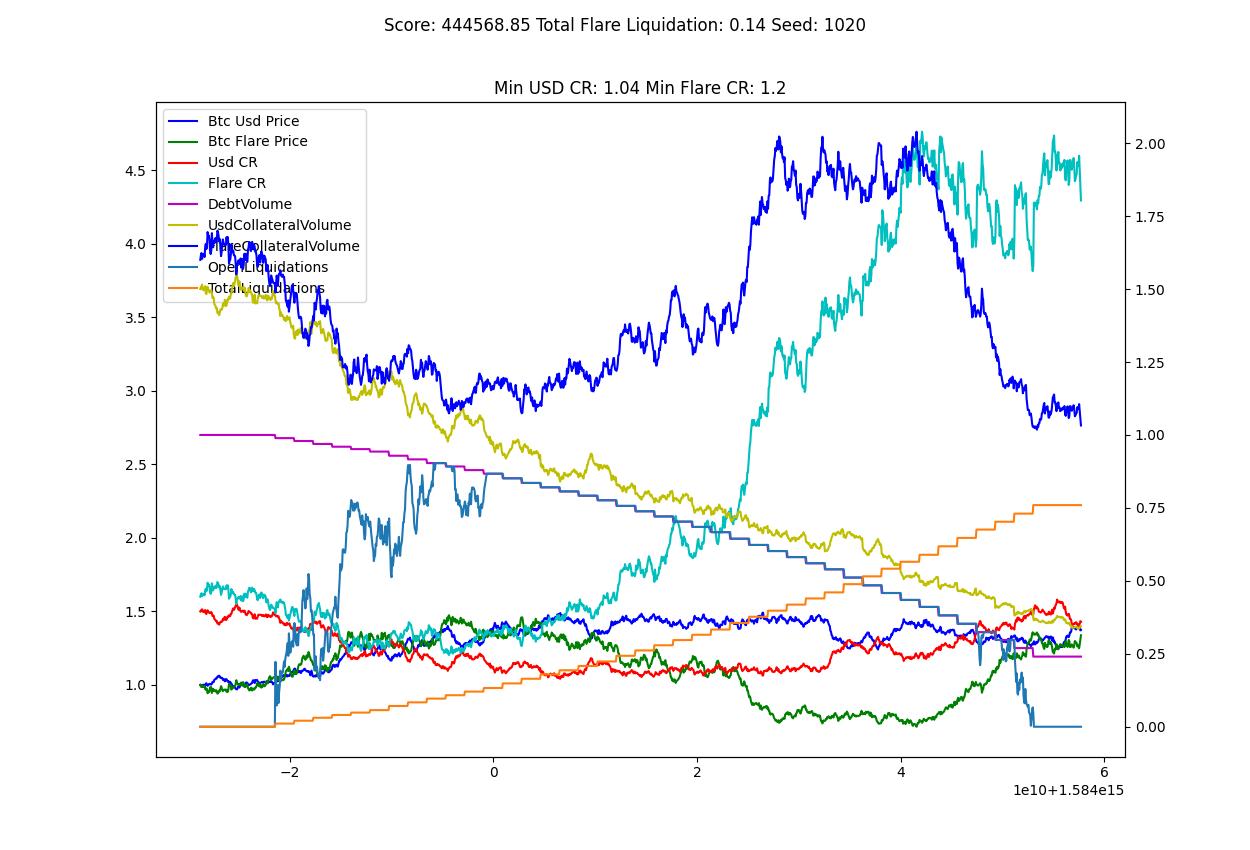 Score: 444568.85 Total Flare Liquidation: 0.14 Seed: 1020
Min USD CR: 1.04 Min Flare CR: 1.2
Btc Usd Price
Btc Flare Price
Usd CR
Flare CR
DebtVolume
UsdCollateralVolume
FlareCollateralVolume
OpenLiquidations
TotalLiquidations
4.5
4.0
3.5
3.0
2.5
2.0
1.5
1.0
2.00
1.75
1.50
1.25
1.00
0.75
0.50
0.25
0.00
−2
0
2
4
6
1e10+1.584e15